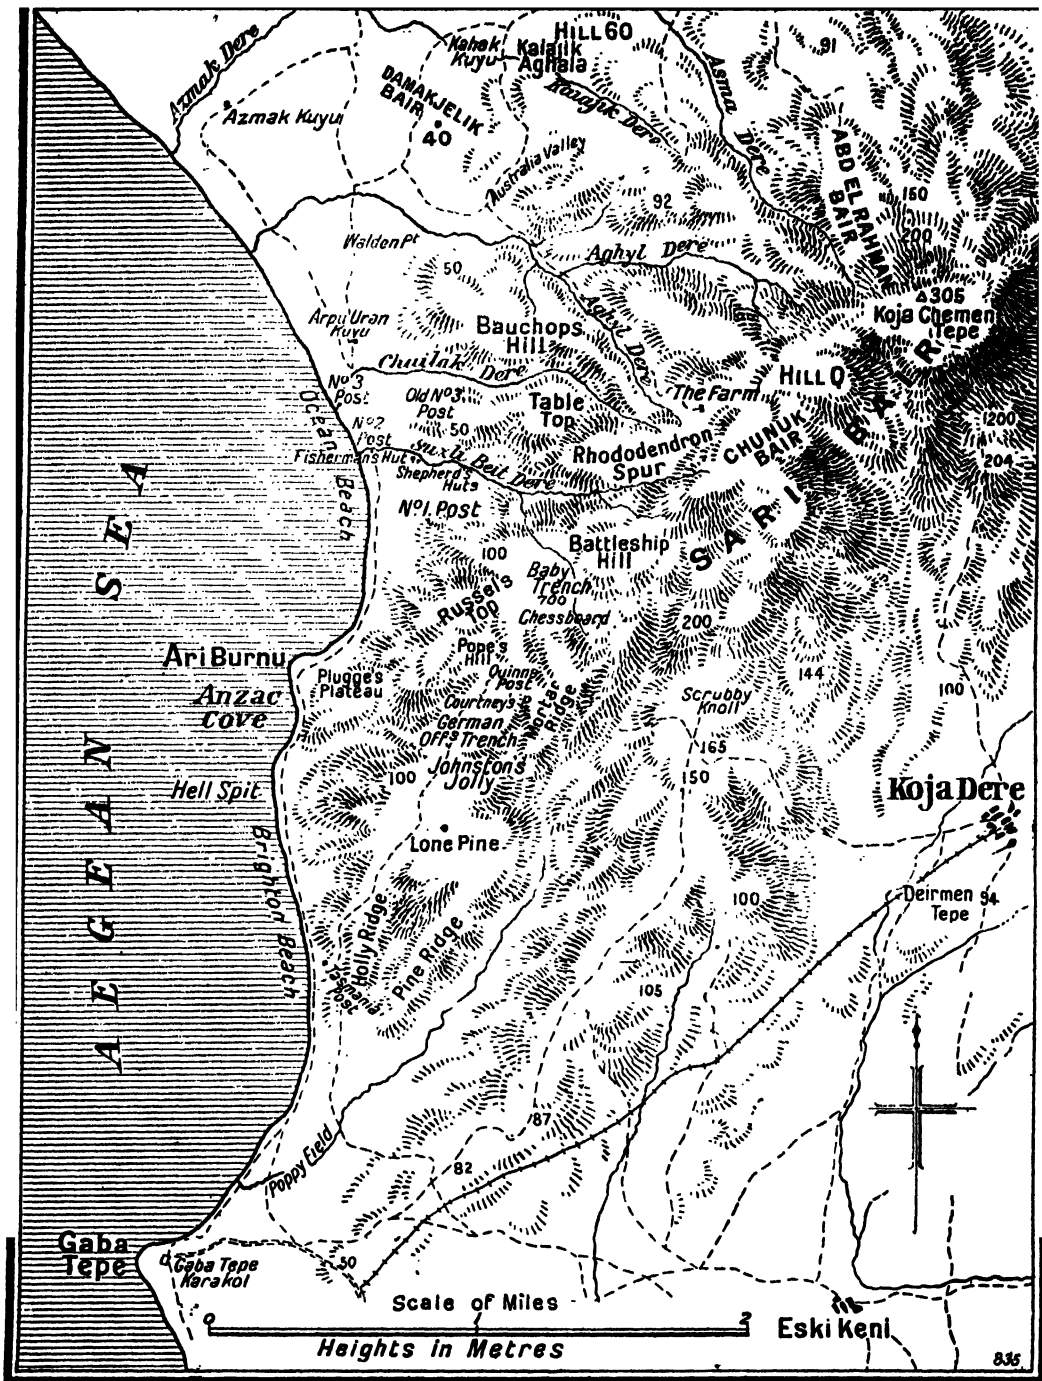 Azmak Dere
Azmak Kuyu
Kahak
Kuyu
HILL 60
Kaiajik
Aghala
Kaiajik Dere
DAMAKJELIK
BAIR
40
Asma Dere
91
ABD EL RAHMAN
BAIR
150
200
Australia Valley
92
Walden Pt
50
Aghyl Dere
Aghyl Dere
305
Koja Chemen
Tepe
Arpu Uran
Kuyu
Bauchops
Hill
Chailak Dere
No 3
Post
Old No 3
Post
50
Table
Top
The Farm
HILL Q
No 2
Post
Fisherman's Hut
Sazli Beit Dere
Shepherd's
Huts
Rhododendron
Spur
CHUNUK
BAIR
SARI BAIR
200
204
Ocean
Beach
No 1. Post
100
Battleship
Hill
Baby
Trench
700
Chessboard
Russel's
Top
Pope's
Hill
200
144
100
Ari Burnu
Plugge's
Plateau
Anzac
Cove
Quinns
Post
Courtney's P
German
Off's Trench
Mortar
Ridge
Scrubby
Knoll
165
150
Johnston's
Jolly
100
Hell Spit
Koja Dere
Lone Pine
Brighton Beach
AEGEAN SEA
Holly Ridge
Pine Ridge
100
Deirmen 94
Tepe
105
87
82
Poppy Field
Gaba
Tepe
Gaba Tepe
Karakol
50
Scale of Miles
0 1 2
Heights in Metres
Eski Keni
835